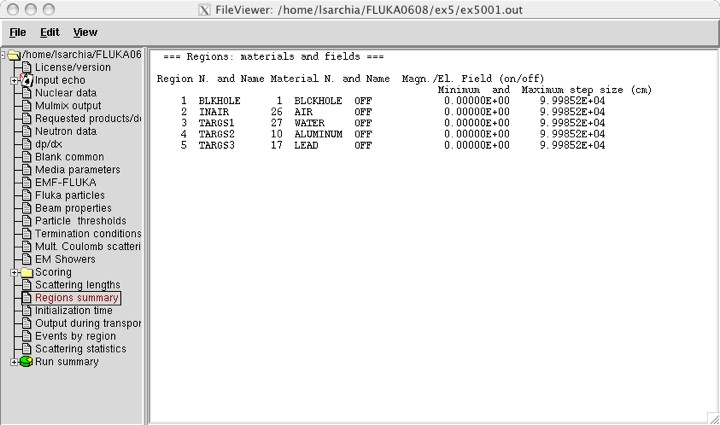 FileViewer: /home/lsarchia/FLUKA0608/ex5/ex5001.out
File Edit View
/home/lsarchia/FLUKA06
License/version
Input echo
Nuclear data
Mulmix output
Requested products/de
Neutron data
dp/dx
Blank common
Media parameters
EMF-FLUKA
Fluka particles
Beam properties
Particle thresholds
Termination conditions
Mult. Coulomb scatteri
EM Showers
Scoring
Scattering lengths
Regions summary
Initialization time
Output during transpor
Events by region
Scattering statistics
Run summary
=== Regions: materials and fields ===
Region N. and Name Material N. and Name Magn./El. Field (on/off)
Minimum and Maximum step size (cm)
1 BLKHOLE 1 BLCKHOLE OFF 0.00000E+00 9.99852E+04
2 INAIR 26 AIR OFF 0.00000E+00 9.99852E+04
3 TARGS1 27 WATER OFF 0.00000E+00 9.99852E+04
4 TARGS2 10 ALUMINUM OFF 0.00000E+00 9.99852E+04
5 TARGS3 17 LEAD OFF 0.00000E+00 9.99852E+04